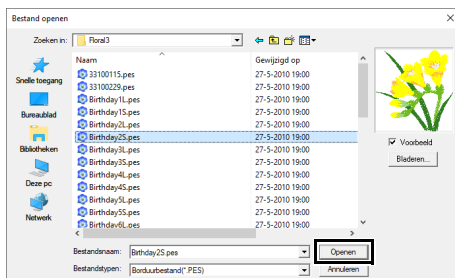 Bestand openen
Zoeken in: Floral3
Naam Gewijzigd op
33100115.pes 27-5-2010 19:00
33100229.pes 27-5-2010 19:00
Birthday1L.pes 27-5-2010 19:00
Birthday1S.pes 27-5-2010 19:00
Birthday2L.pes 27-5-2010 19:00
Birthday2S.pes 27-5-2010 19:00
Birthday3L.pes 27-5-2010 19:00
Birthday3S.pes 27-5-2010 19:00
Birthday4L.pes 27-5-2010 19:00
Birthday4S.pes 27-5-2010 19:00
Birthday5L.pes 27-5-2010 19:00
Birthday5S.pes 27-5-2010 19:00
Birthday6L.pes 27-5-2010 19:00
Snelle toegang
Bureaublad
Bibliotheken
Deze pc
Netwerk
Voorbeeld
Bladeren...
Bestandsnaam: Birthday2S.pes Openen
Bestandstypen: Borduurbestand(*.PES) Annuleren